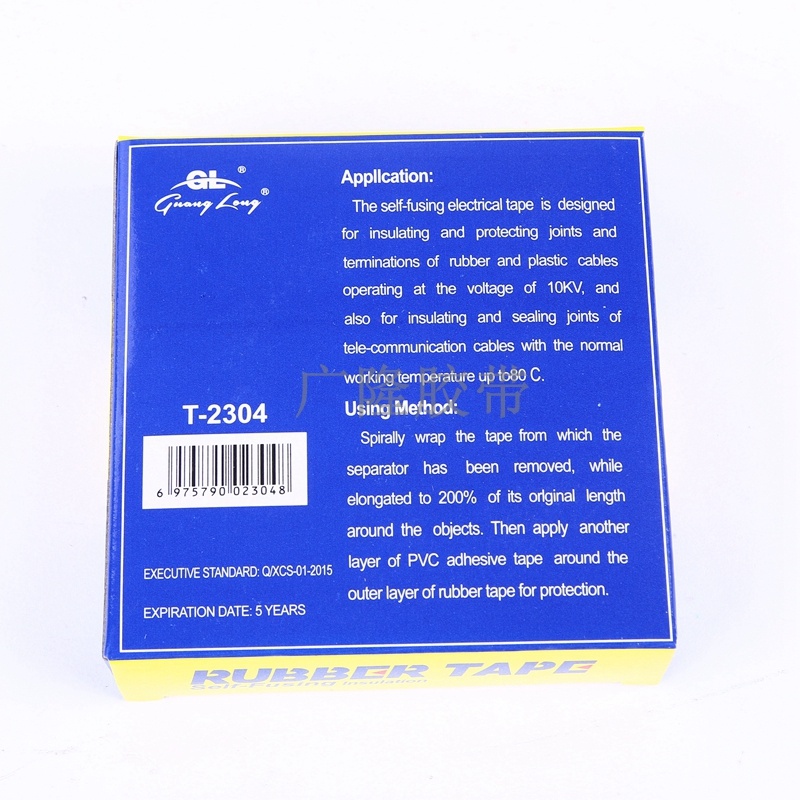 GL®
Guang Long®
Appllcation:
The self-fusing electrical tape is designed
for insulating and protecting joints and
terminations of rubber and plastic cables
operating at the voltage of 10KV, and
also for insulating and sealing joints of
tele-communication cables with the normal
working temperature up to80 C.
广隆胶带
Using Method:
Spirally wrap the tape from which the
separator has been removed, while
elongated to 200% of its orlginal length
around the objects. Then apply another
layer of PVC adhesive tape around the
outer layer of rubber tape for protection.
T-2304
6 975790 023048
EXECUTIVE STANDARD: Q/XCS-01-2015
EXPIRATION DATE: 5 YEARS
RUBBER TAPE
Self-Fusing Insulation